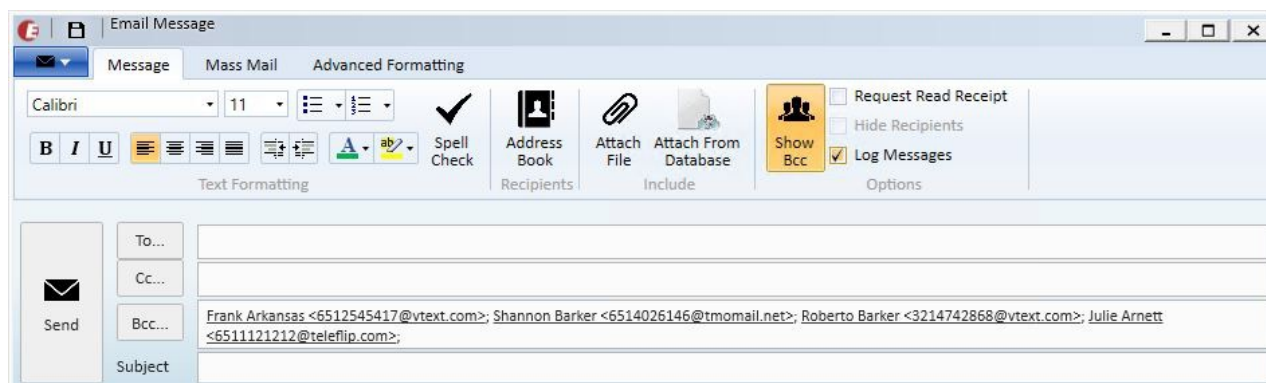 Email Message
Message Mass Mail Advanced Formatting
Calibri 11 Request Read Receipt
Hide Recipients
B I U A ab Spell Check Address Book Attach File Attach From Database Show Bcc Log Messages
Text Formatting Recipients Include Options
To...
Cc...
Send Bcc... Frank Arkansas <6512545417@vtext.com>; Shannon Barker <6514026146@tmomail.net>; Roberto Barker <3214742868@vtext.com>; Julie Arnett
<6511121212@teleflip.com>;
Subject